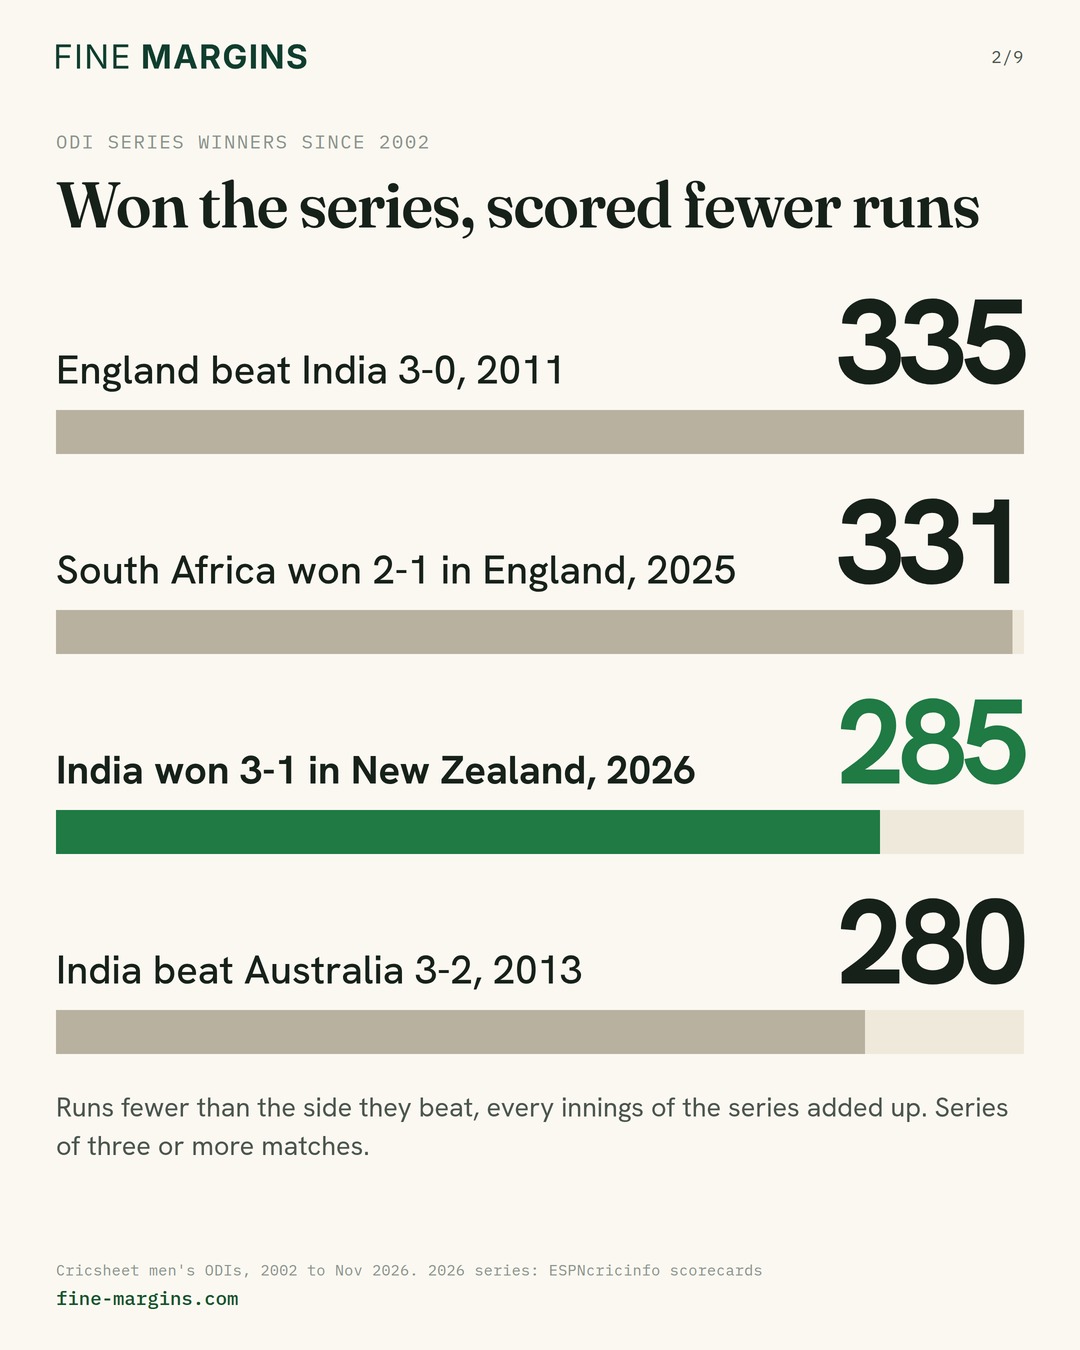 FINE MARGINS
2/9
ODI SERIES WINNERS SINCE 2002
Won the series, scored fewer runs
England beat India 3-0, 2011
335
South Africa won 2-1 in England, 2025
331
India won 3-1 in New Zealand, 2026
285
India beat Australia 3-2, 2013
280
Runs fewer than the side they beat, every innings of the series added up. Series
of three or more matches.
Cricsheet men's ODIs, 2002 to Nov 2026. 2026 series: ESPNcricinfo scorecards
fine-margins.com